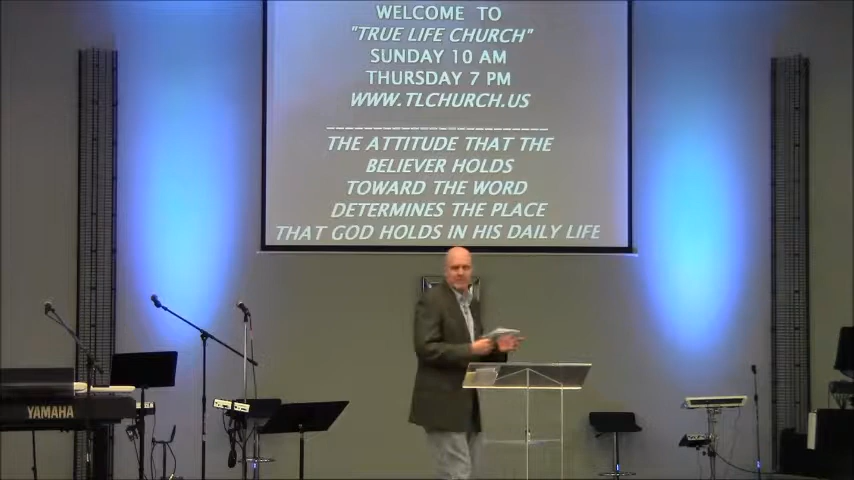 WELCOME TO
"TRUE LIFE CHURCH"
SUNDAY 10 AM
THURSDAY 7 PM
WWW.TLCHURCH.US
THE ATTITUDE THAT THE
BELIEVER HOLDS
TOWARD THE WORD
DETERMINES THE PLACE
THAT GOD HOLDS IN HIS DAILY LIFE
YAMAHA